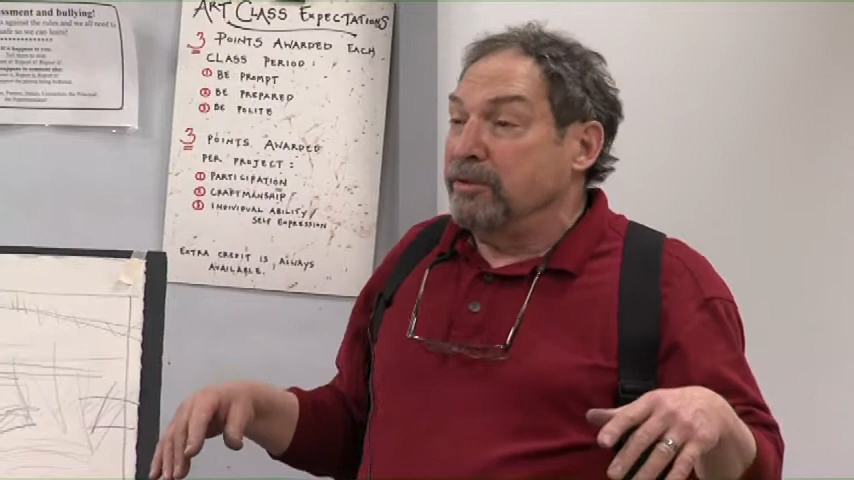 ssment and bullying!
ART CLASS EXPECTATIONS
3 POINTS AWARDED EACH
CLASS PERIOD:
① BE PROMPT
② BE PREPARED
③ BE POLITE
3 POINTS AWARDED
PER PROJECT:
① PARTICIPATION
② CRAFTMANSHIP
③ INDIVIDUAL ABILITY/
SELF EXPRESSION
EXTRA CREDIT IS ALWAYS
AVAILABLE.